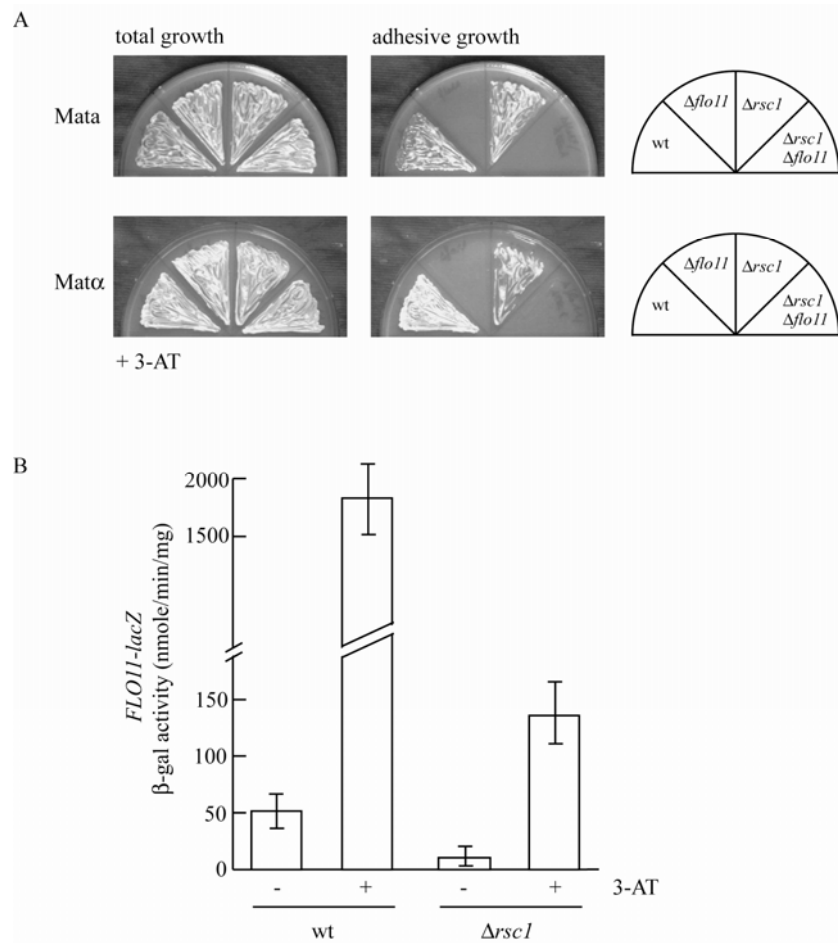 A
total growth
adhesive growth
Mata
wt
Δflo11
Δrsc1
Δrsc1
Δflo11
Matα
wt
Δflo11
Δrsc1
Δrsc1
Δflo11
+ 3-AT
B
FLO11-lacZ
β-gal activity (nmole/min/mg)
2000
1500
150
100
50
0
- + - + 3-AT
wt Δrsc1